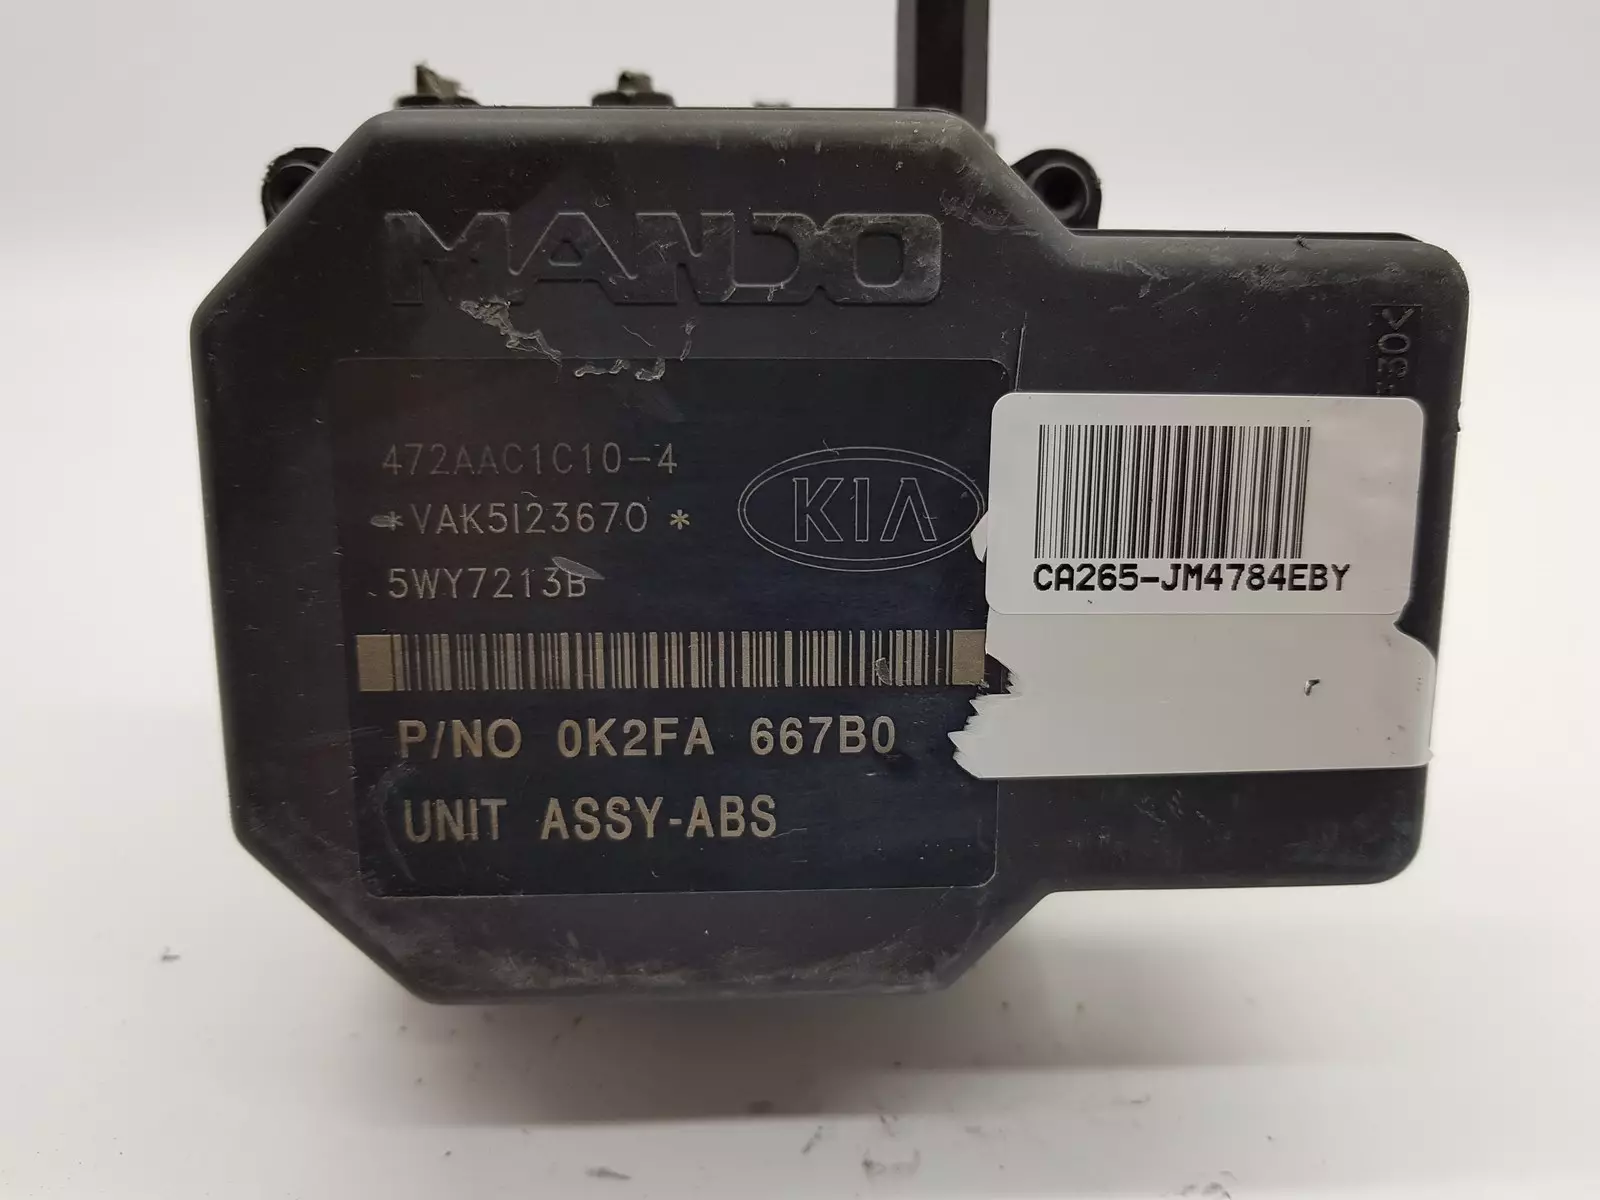 MANDO
472AAC1C10-4
*VAK5I23670 *
KIA
5WY7213B
CA265-JM4784EBY
P/NO 0K2FA 667B0
UNIT ASSY-ABS